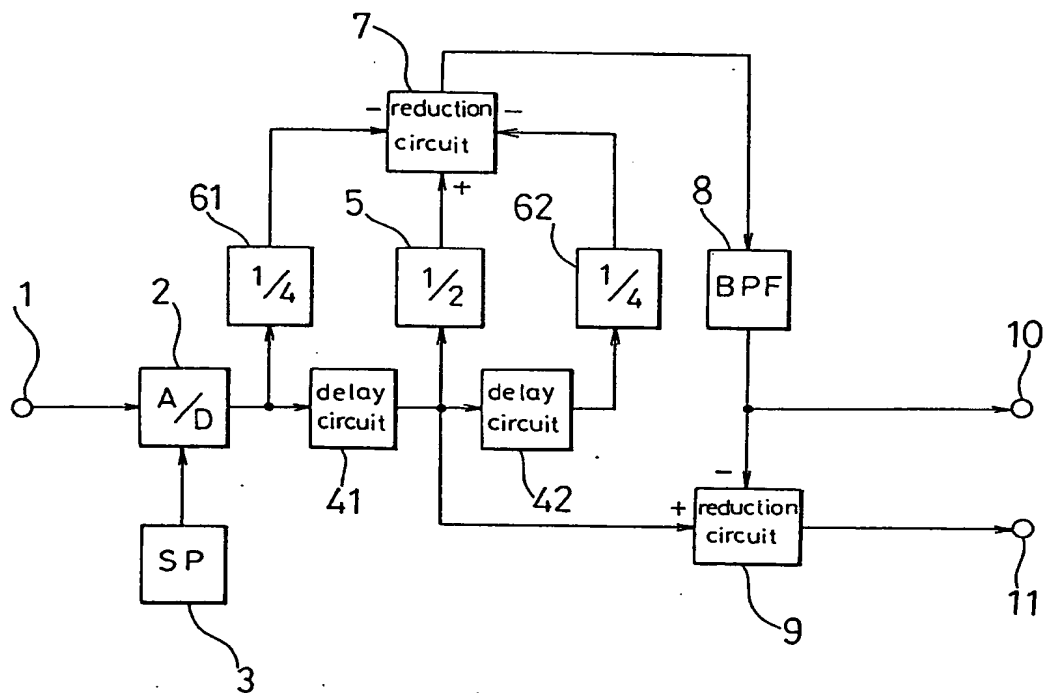 7
- reduction -
circuit
+
61
5
62
8
1/4
1/2
1/4
BPF
1
2
10
A/D
delay
circuit
delay
circuit
41
42
-
+ reduction
circuit
SP
11
9
3